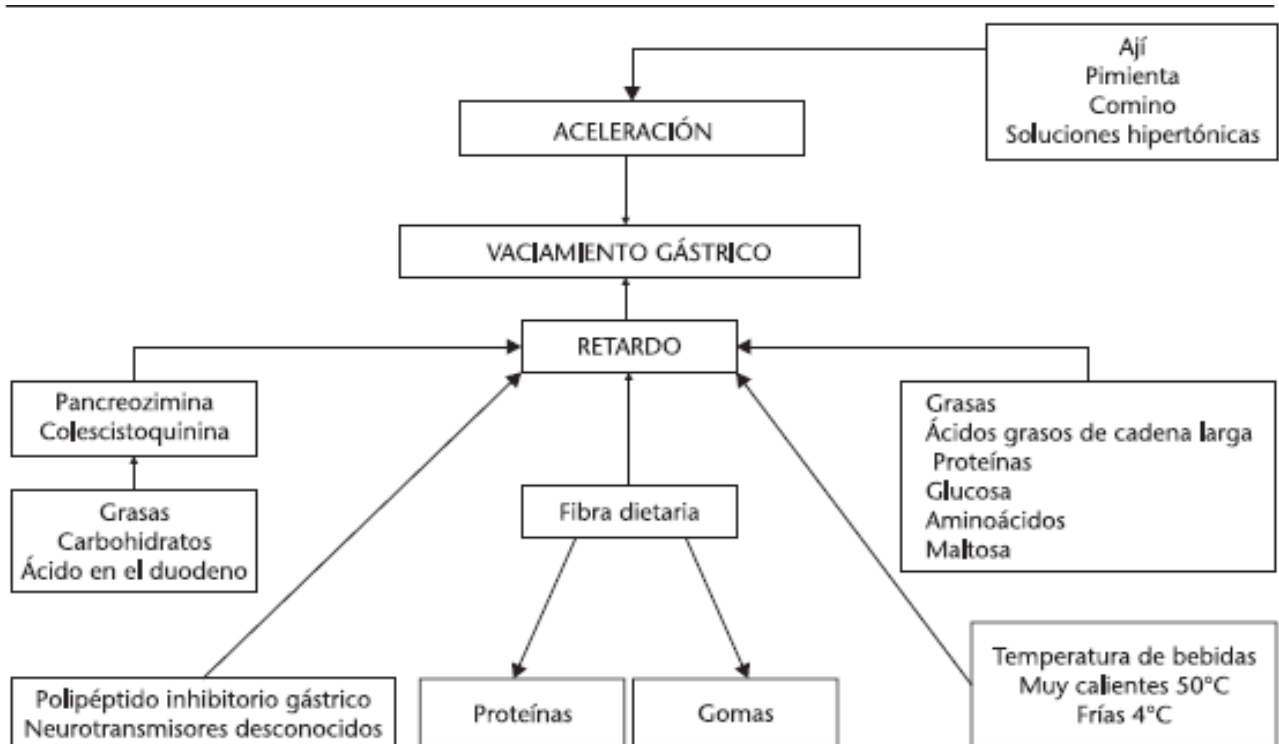 Ají
Pimienta
Comino
Soluciones hipertónicas
ACELERACIÓN
VACIAMIENTO GÁSTRICO
RETARDO
Pancreozimina
Colescistoquinina
Grasas
Carbohidratos
Ácido en el duodeno
Fibra dietaria
Grasas
Ácidos grasos de cadena larga
Proteínas
Glucosa
Aminoácidos
Maltosa
Polipéptido inhibitorio gástrico
Neurotransmisores desconocidos
Proteínas
Gomas
Temperatura de bebidas
Muy calientes 50°C
Frías 4°C